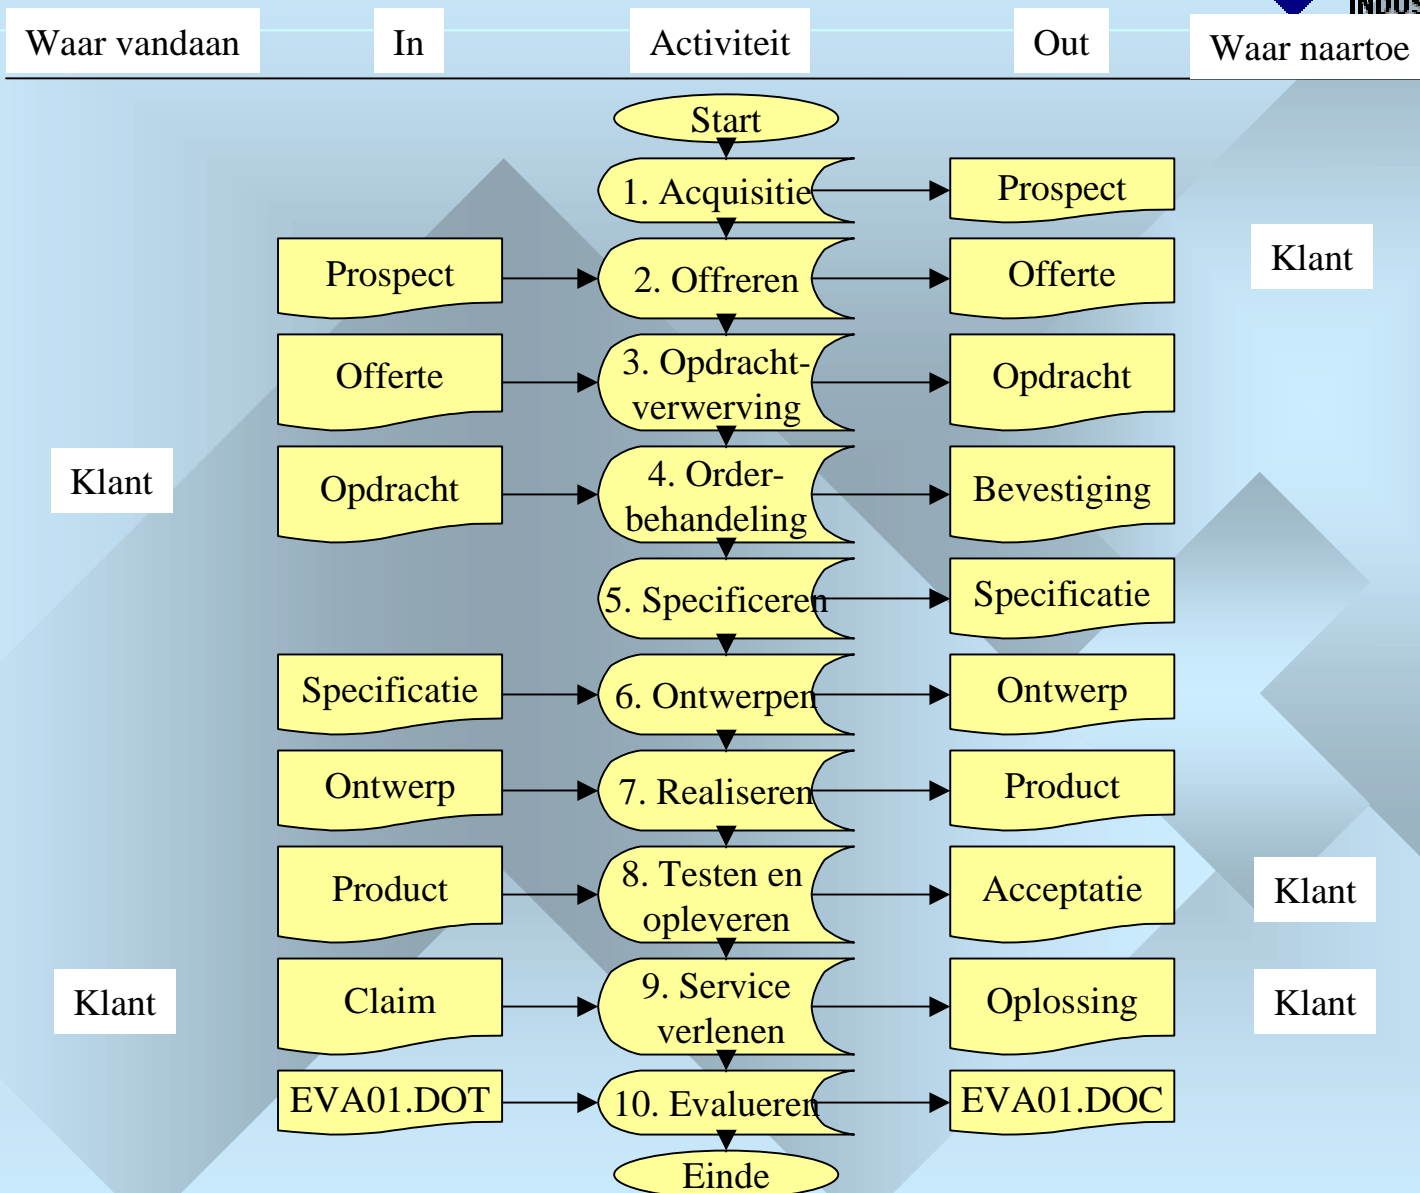 INDUS
Waar vandaan In Activiteit Out Waar naartoe
Start
1. Acquisitie Prospect
Klant
Prospect 2. Offreren Offerte
Offerte 3. Opdracht-
verwerving Opdracht
Klant Opdracht 4. Order-
behandeling Bevestiging
5. Specificeren Specificatie
Specificatie 6. Ontwerpen Ontwerp
Ontwerp 7. Realiseren Product
Product 8. Testen en
opleveren Acceptatie Klant
Klant Claim 9. Service
verlenen Oplossing Klant
EVA01.DOT 10. Evalueren EVA01.DOC
Einde